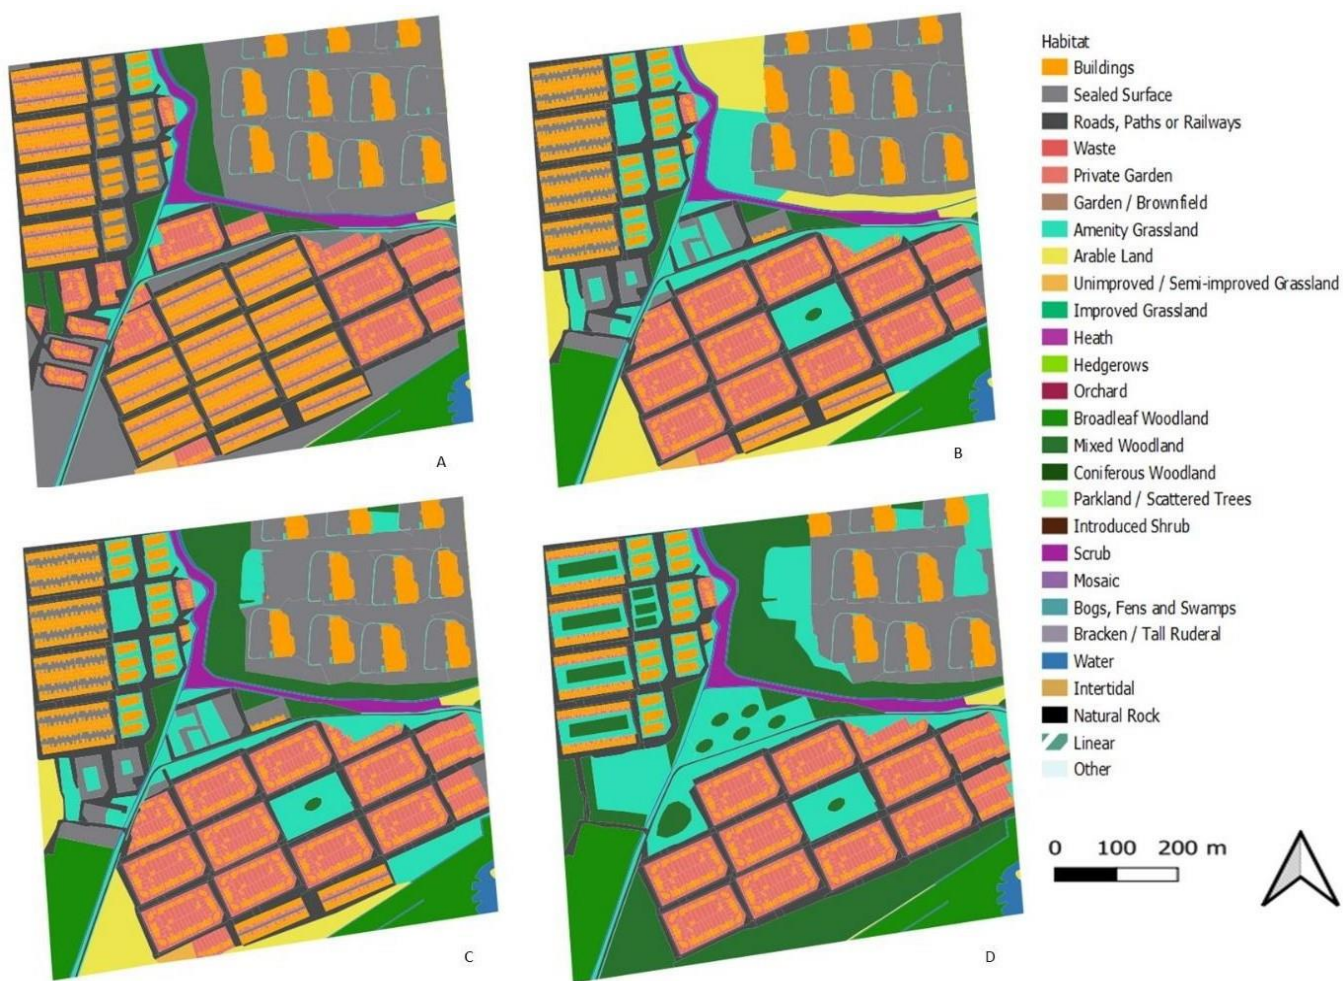 Habitat
Buildings
Sealed Surface
Roads, Paths or Railways
Waste
Private Garden
Garden / Brownfield
Amenity Grassland
Arable Land
Unimproved / Semi-improved Grassland
Improved Grassland
Heath
Hedgerows
Orchard
Broadleaf Woodland
Mixed Woodland
Coniferous Woodland
Parkland / Scattered Trees
Introduced Shrub
Scrub
Mosaic
Bogs, Fens and Swamps
Bracken / Tall Ruderal
Water
Intertidal
Natural Rock
Linear
Other
0 100 200 m
A
B
C
D